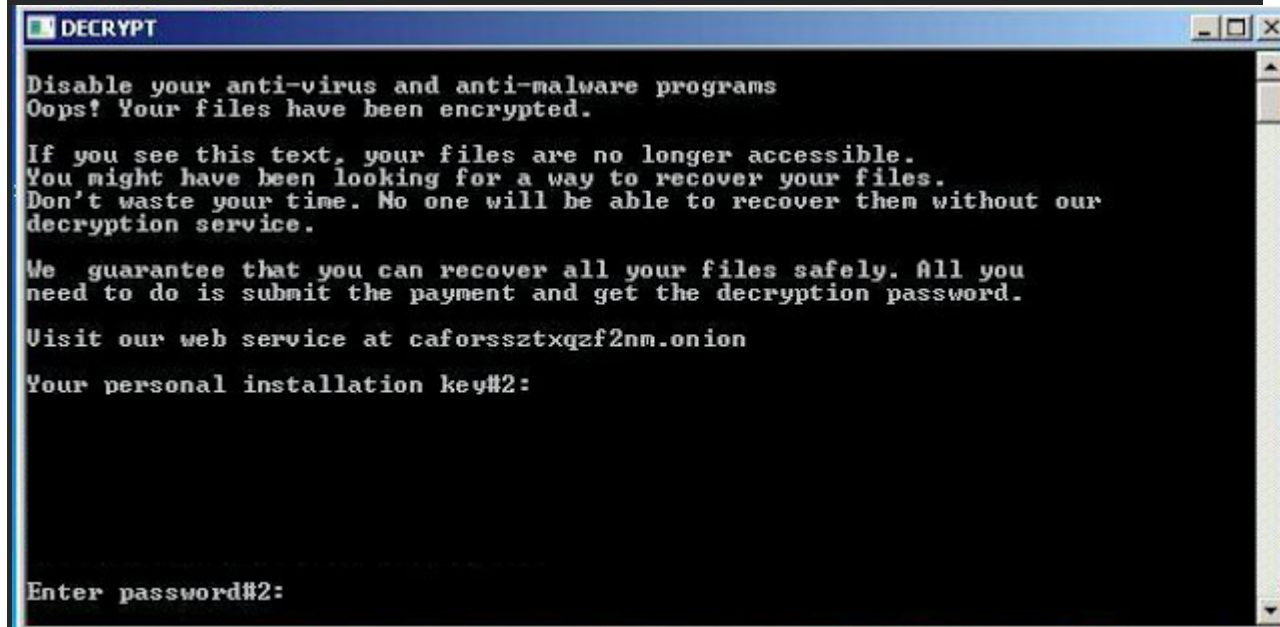 DECRYPT
Disable your anti-virus and anti-malware programs
Oops! Your files have been encrypted.
If you see this text, your files are no longer accessible.
You might have been looking for a way to recover your files.
Don't waste your time. No one will be able to recover them without our
decryption service.
We  guarantee that you can recover all your files safely. All you
need to do is submit the payment and get the decryption password.
Visit our web service at caforssztxqzf2nm.onion
Your personal installation key#2:
Enter password#2: